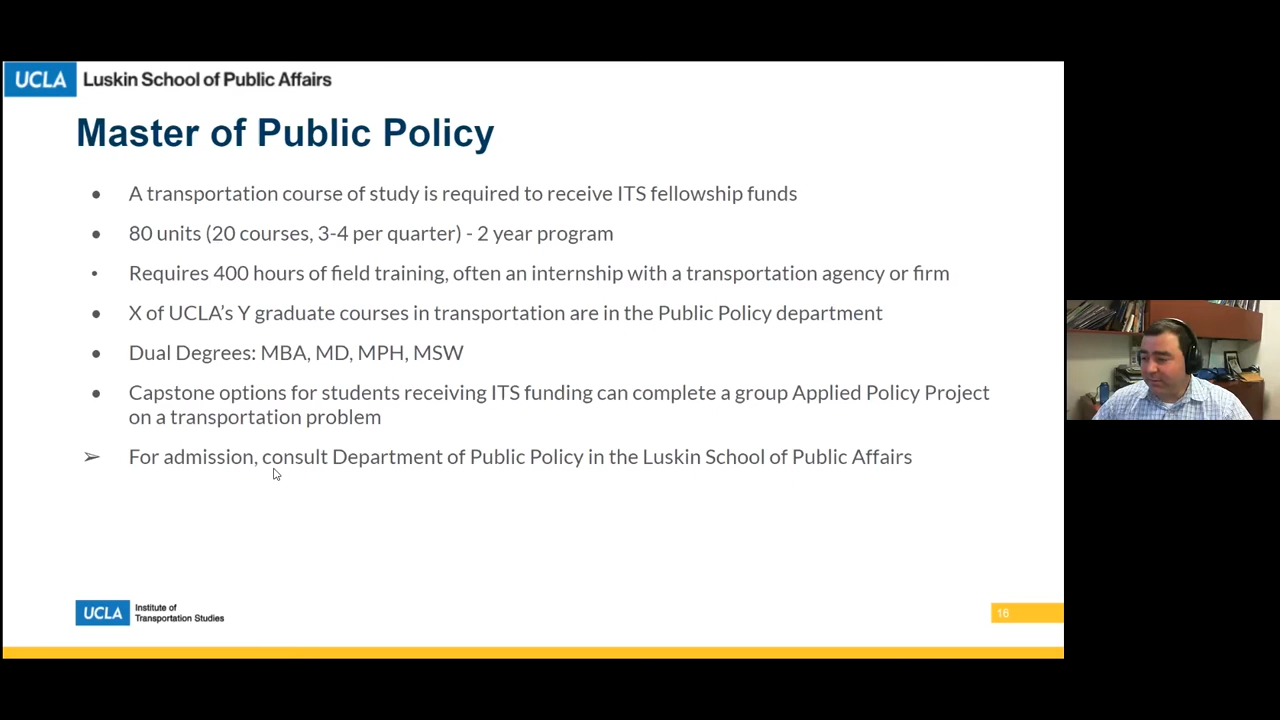 UCLA Luskin School of Public Affairs
Master of Public Policy
• A transportation course of study is required to receive ITS fellowship funds
• 80 units (20 courses, 3-4 per quarter) - 2 year program
• Requires 400 hours of field training, often an internship with a transportation agency or firm
• X of UCLA’s Y graduate courses in transportation are in the Public Policy department
• Dual Degrees: MBA, MD, MPH, MSW
• Capstone options for students receiving ITS funding can complete a group Applied Policy Project
on a transportation problem
➢ For admission, consult Department of Public Policy in the Luskin School of Public Affairs
UCLA Institute of
Transportation Studies
16